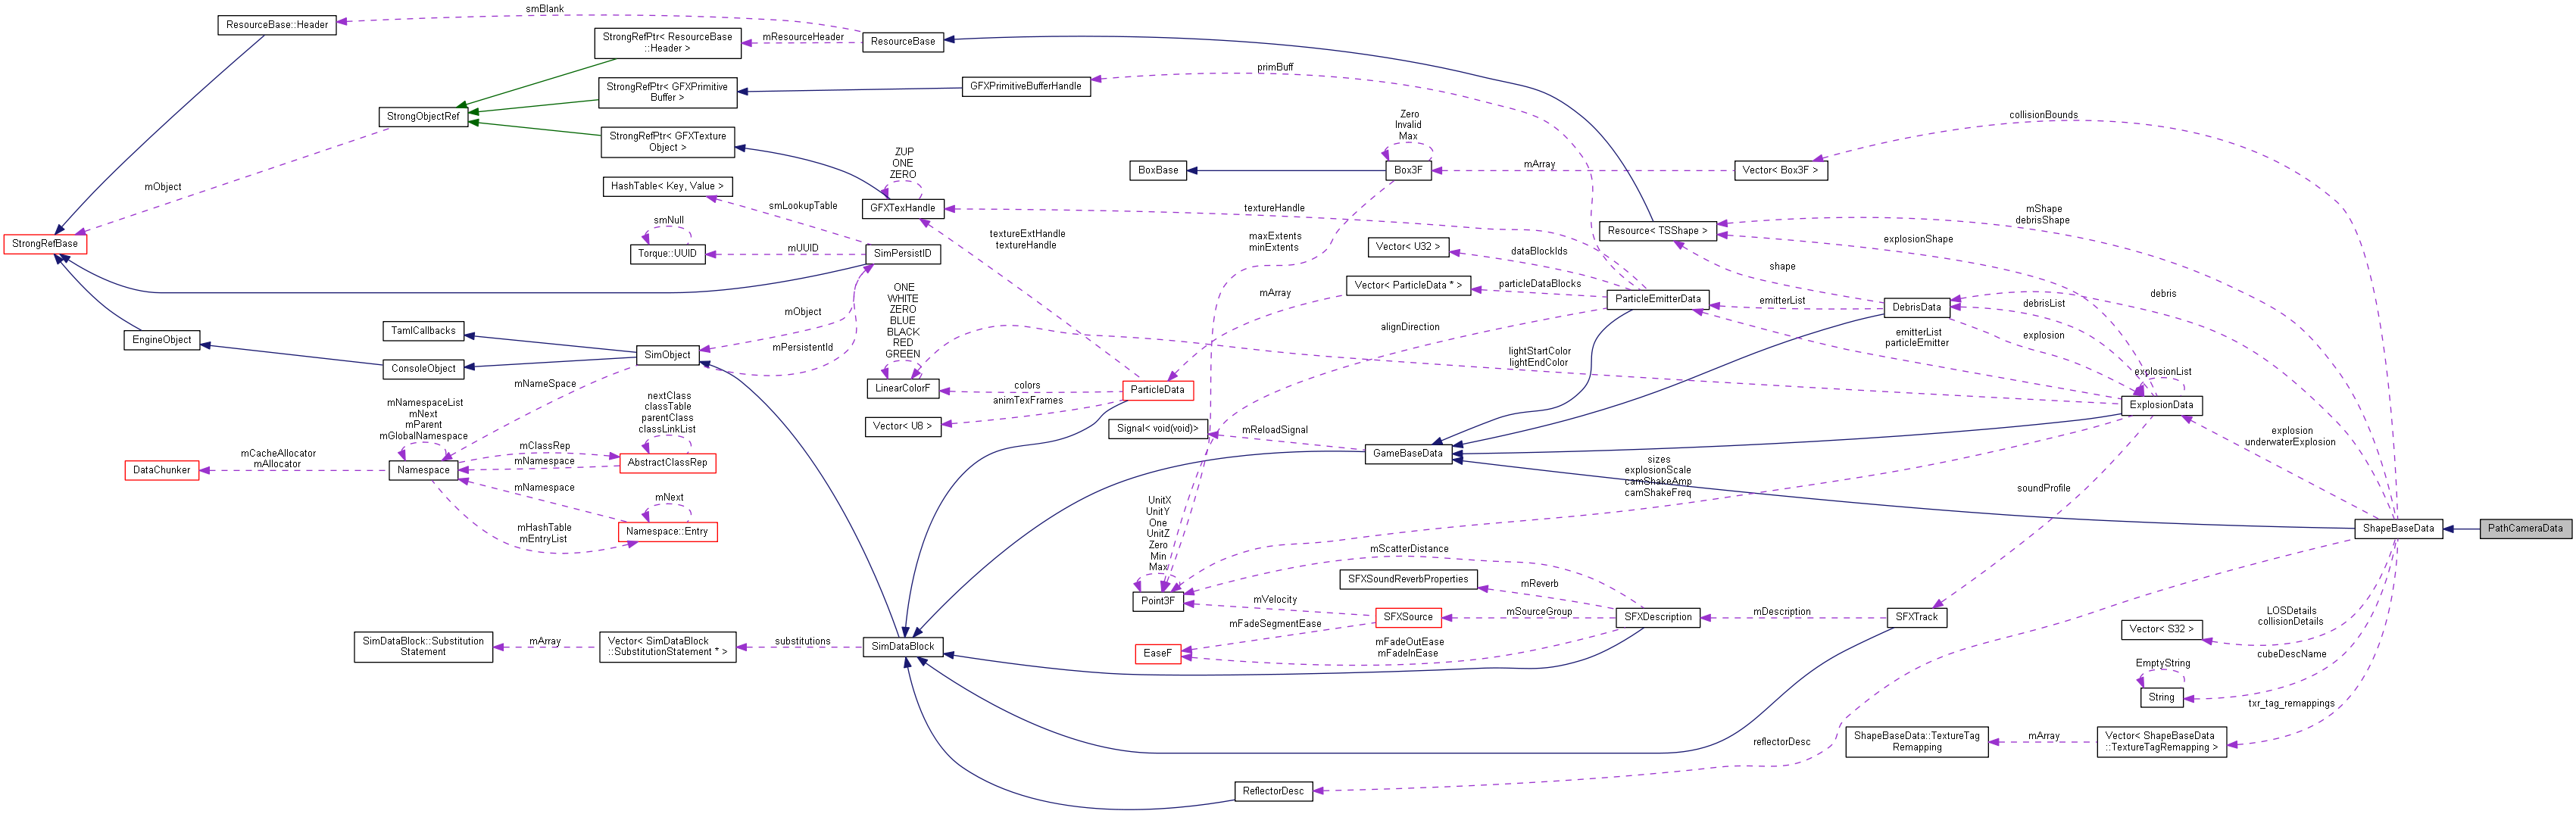 smBlank
ResourceBase::Header
StrongRefPtr< ResourceBase
::Header >
mResourceHeader
ResourceBase
primBuff
StrongRefPtr< GFXPrimitive
Buffer >
GFXPrimitiveBufferHandle
StrongObjectRef
StrongRefPtr< GFXTexture
Object >
Zero
Invalid
Max
collisionBounds
ZUP
ONE
ZERO
BoxBase
Box3F
mArray
Vector< Box3F >
mObject
HashTable< Key, Value >
smLookupTable
GFXTexHandle
textureHandle
mShape
debrisShape
smNull
StrongRefBase
Torque::UUID
mUUID
SimPersistID
textureExtHandle
textureHandle
maxExtents
minExtents
Vector< U32 >
dataBlockIds
Resource< TSShape >
explosionShape
shape
ONE
WHITE
ZERO
BLUE
BLACK
RED
GREEN
mArray
Vector< ParticleData * >
particleDataBlocks
ParticleEmitterData
emitterList
DebrisData
debrisList
debris
mObject
TamlCallbacks
EngineObject
ConsoleObject
SimObject
mPersistentId
alignDirection
emitterList
particleEmitter
explosion
lightStartColor
lightEndColor
mNameSpace
LinearColorF
colors
ParticleData
animTexFrames
explosionList
ExplosionData
mNamespaceList
mNext
mParent
mGlobalNamespace
nextClass
classTable
parentClass
classLinkList
Vector< U8 >
Signal< void(void)>
mReloadSignal
GameBaseData
explosion
underwaterExplosion
mCacheAllocator
mAllocator
DataChunker
Namespace
mClassRep
mNamespace
AbstractClassRep
sizes
explosionScale
camShakeAmp
camShakeFreq
soundProfile
mNamespace
mNext
Namespace::Entry
mHashTable
mEntryList
UnitX
UnitY
One
UnitZ
Zero
Min
Max
ShapeBaseData
PathCameraData
mScatterDistance
SFXSoundReverbProperties
mReverb
Point3F
mVelocity
SFXSource
mSourceGroup
SFXDescription
mDescription
SFXTrack
mFadeSegmentEase
LOSDetails
collisionDetails
Vector< S32 >
SimDataBlock::Substitution
Statement
mArray
Vector< SimDataBlock
::SubstitutionStatement * >
substitutions
SimDataBlock
EaseF
mFadeOutEase
mFadeInEase
cubeDescName
EmptyString
String
txr_tag_remappings
reflectorDesc
ShapeBaseData::TextureTag
Remapping
mArray
Vector< ShapeBaseData
::TextureTagRemapping >
ReflectorDesc